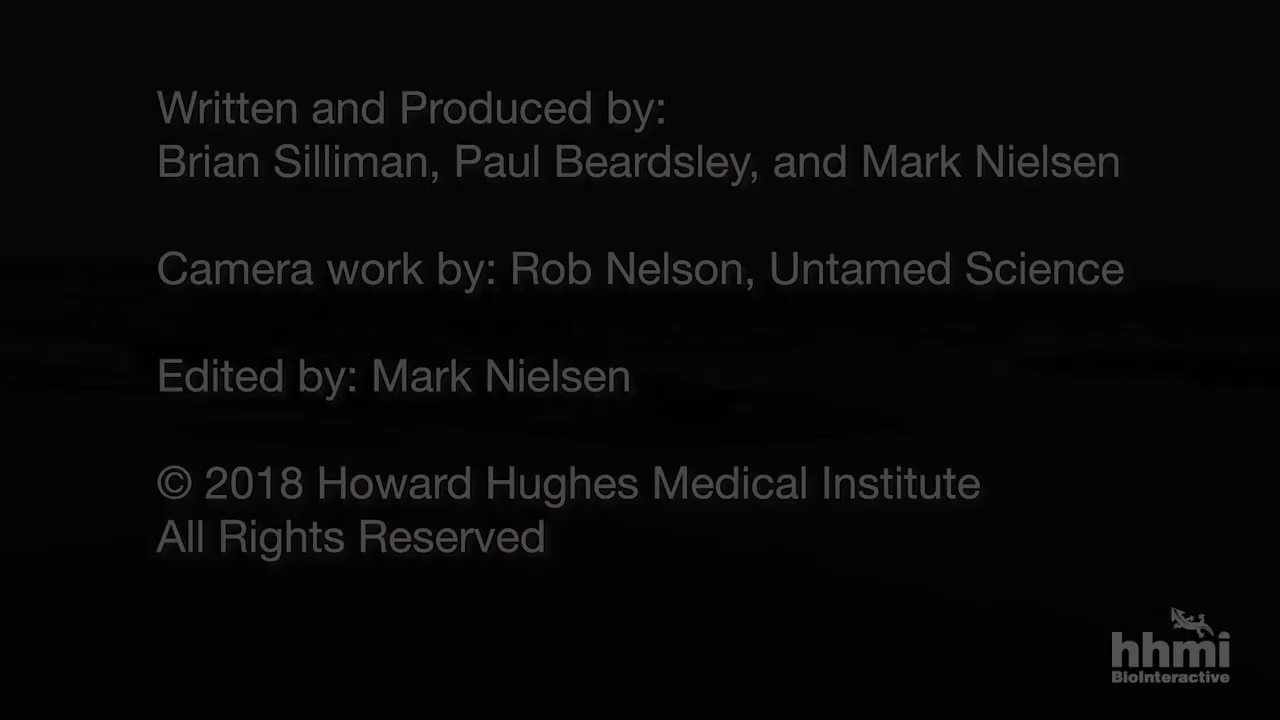 Written and Produced by:
Brian Silliman, Paul Beardsley, and Mark Nielsen
Camera work by: Rob Nelson, Untamed Science
Edited by: Mark Nielsen
© 2018 Howard Hughes Medical Institute
All Rights Reserved
hhmi
BioInteractive